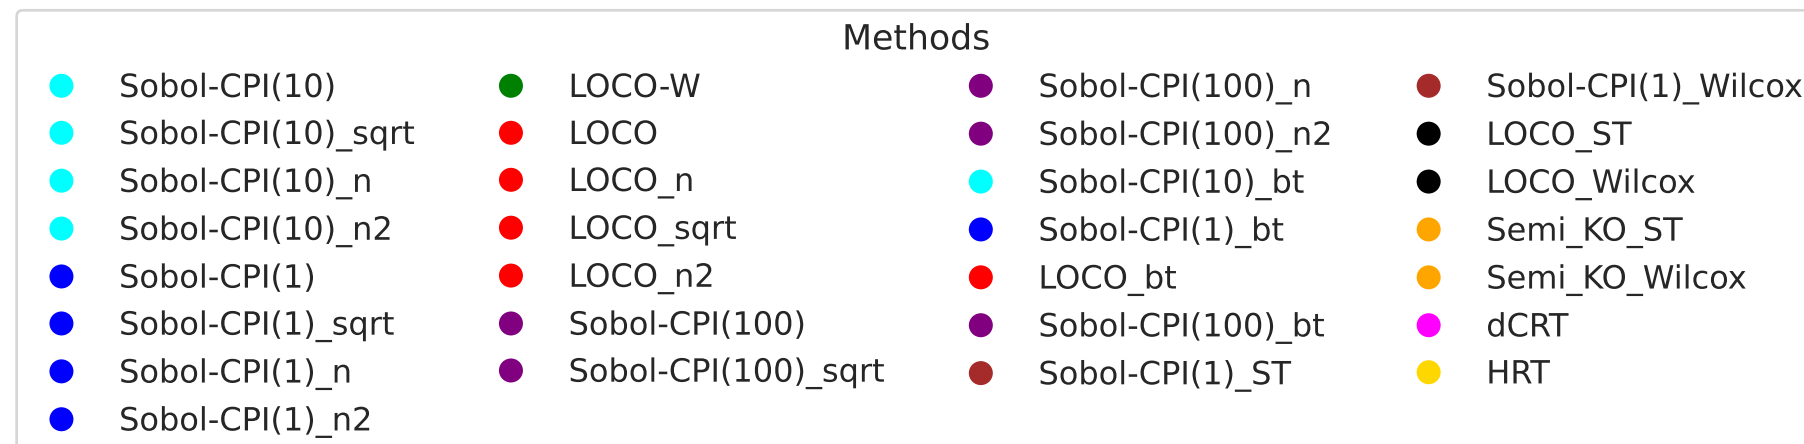 Methods
Sobol-CPI(10)
Sobol-CPI(10)_sqrt
Sobol-CPI(10)_n
Sobol-CPI(10)_n2
Sobol-CPI(1)
Sobol-CPI(1)_sqrt
Sobol-CPI(1)_n
Sobol-CPI(1)_n2
LOCO-W
LOCO
LOCO_n
LOCO_sqrt
LOCO_n2
Sobol-CPI(100)
Sobol-CPI(100)_sqrt
Sobol-CPI(100)_n
Sobol-CPI(100)_n2
Sobol-CPI(10)_bt
Sobol-CPI(1)_bt
LOCO_bt
Sobol-CPI(100)_bt
Sobol-CPI(1)_ST
Sobol-CPI(1)_Wilcox
LOCO_ST
LOCO_Wilcox
Semi_KO_ST
Semi_KO_Wilcox
dCRT
HRT